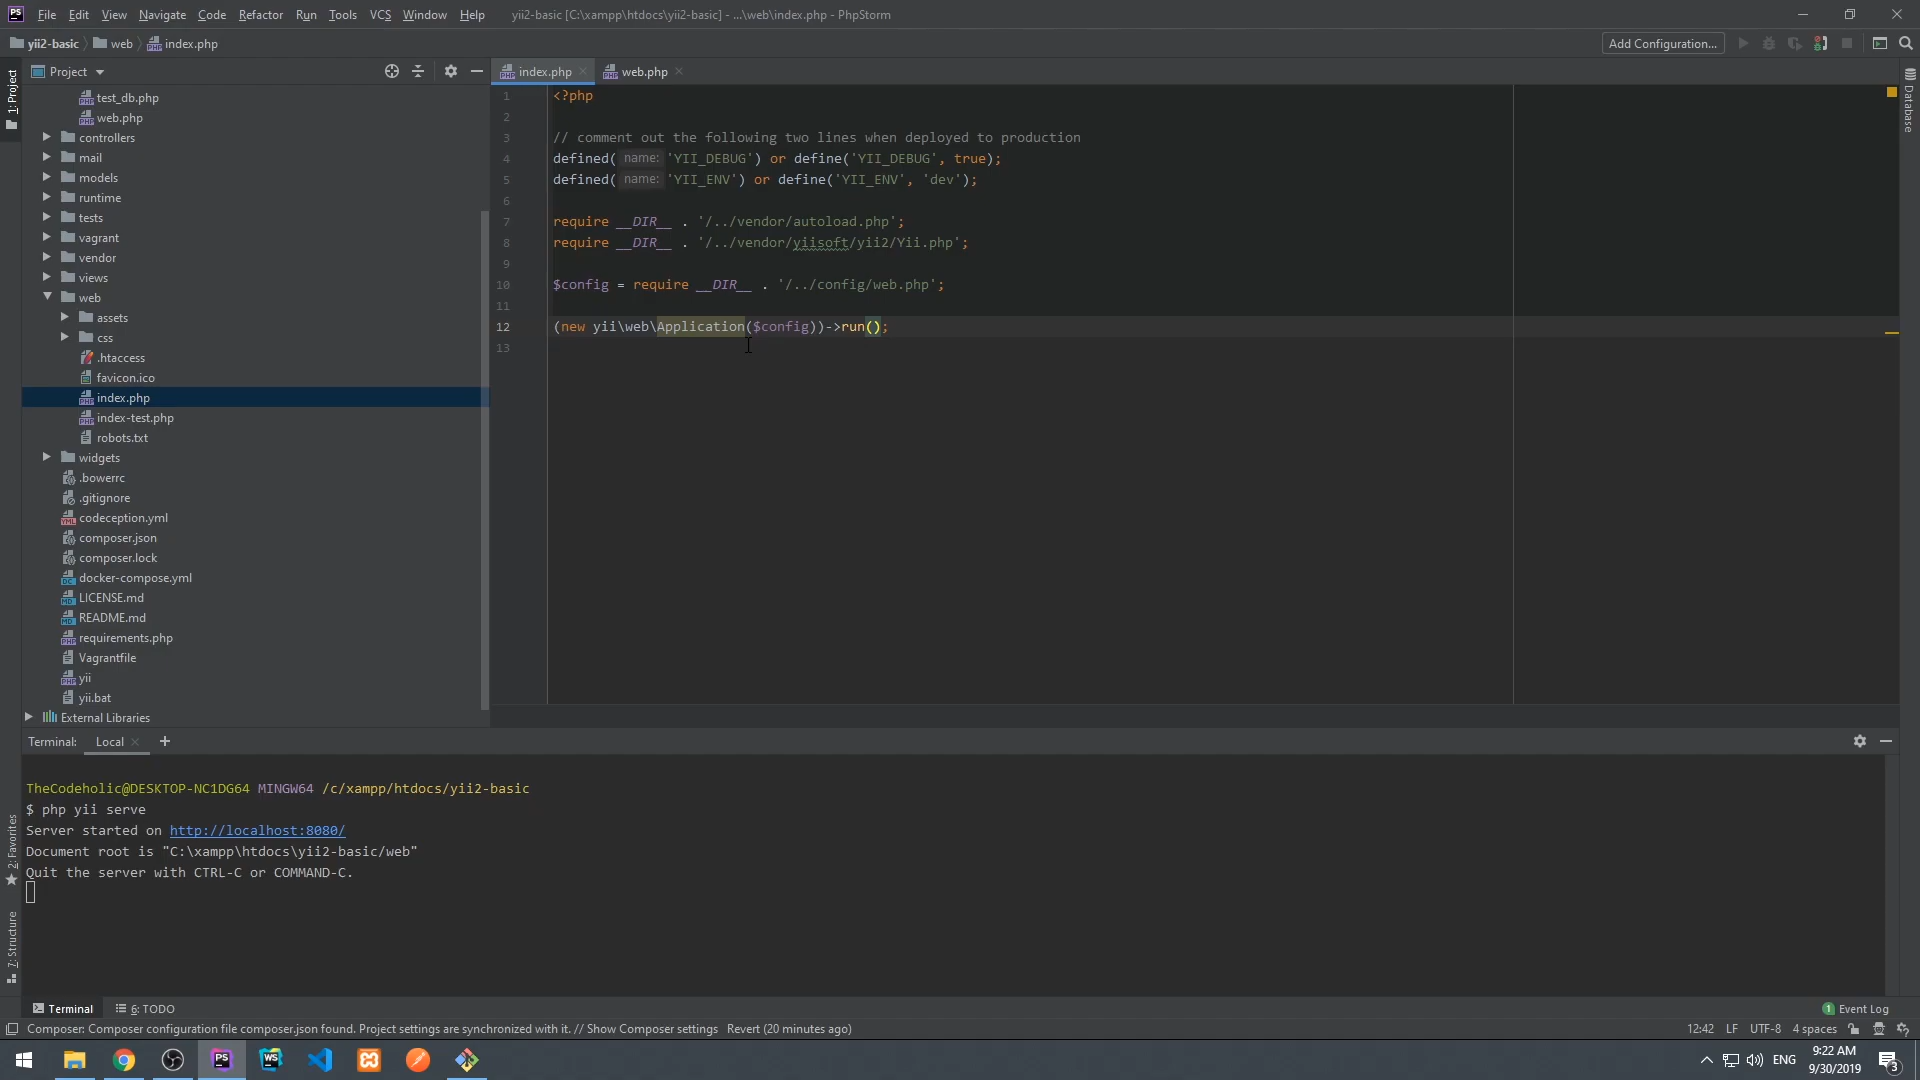 PS File Edit View Navigate Code Refactor Run Tools VCS Window Help yii2-basic [C:\xampp\htdocs\yii2-basic] - ...\web\index.php - PhpStorm
yii2-basic web index.php Add Configuration...
1: Project
Project
index.php web.php
Database
test_db.php
web.php
controllers
mail
models
runtime
tests
vagrant
vendor
views
web
assets
css
.htaccess
favicon.ico
index.php
index-test.php
robots.txt
widgets
.bowerrc
.gitignore
codeception.yml
composer.json
composer.lock
docker-compose.yml
LICENSE.md
README.md
requirements.php
Vagrantfile
yii
yii.bat
External Libraries
1 <?php
2
3 // comment out the following two lines when deployed to production
4 defined( name: 'YII_DEBUG') or define('YII_DEBUG', true);
5 defined( name: 'YII_ENV') or define('YII_ENV', 'dev');
6
7 require __DIR__ . '/../vendor/autoload.php';
8 require __DIR__ . '/../vendor/yiisoft/yii2/Yii.php';
9
10 $config = require __DIR__ . '/../config/web.php';
11
12 (new yii\web\Application($config))->run();
13
Terminal: Local
TheCodeholic@DESKTOP-NC1DG64 MINGW64 /c/xampp/htdocs/yii2-basic
$ php yii serve
Server started on http://localhost:8080/
Document root is "C:\xampp\htdocs\yii2-basic/web"
Quit the server with CTRL-C or COMMAND-C.
2: Favorites
7: Structure
Terminal 6: TODO 1 Event Log
Composer: Composer configuration file composer.json found. Project settings are synchronized with it. // Show Composer settings Revert (20 minutes ago) 12:42 LF UTF-8 4 spaces
PS WS ENG 9:22 AM
9/30/2019 3